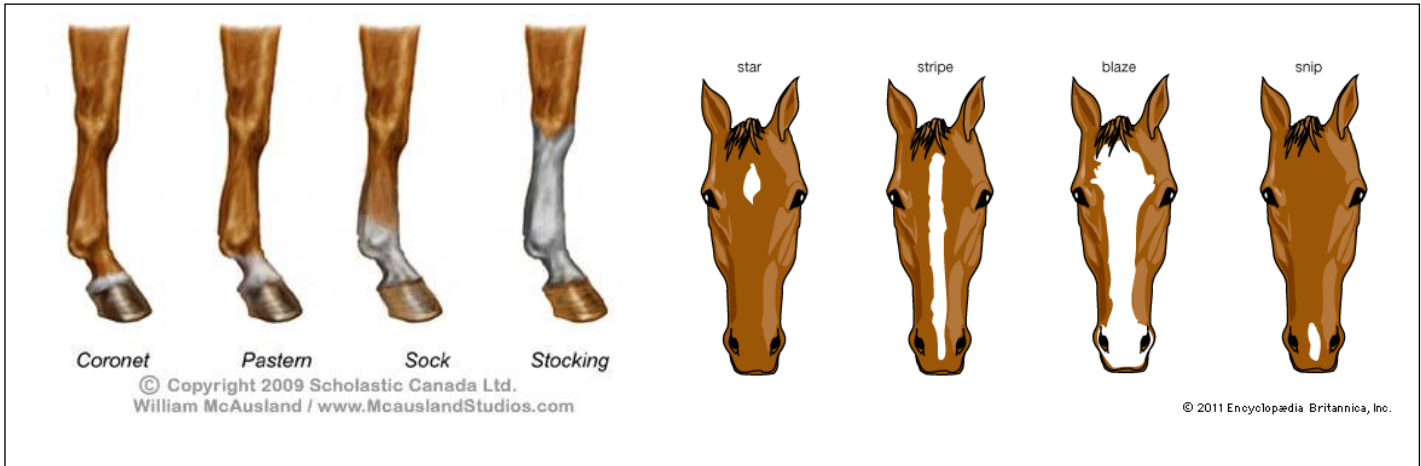 Coronet Pastern Sock Stocking
© Copyright 2009 Scholastic Canada Ltd.
William McAusland / www.McauslandStudios.com
star stripe blaze snip
© 2011 Encyclopædia Britannica, Inc.